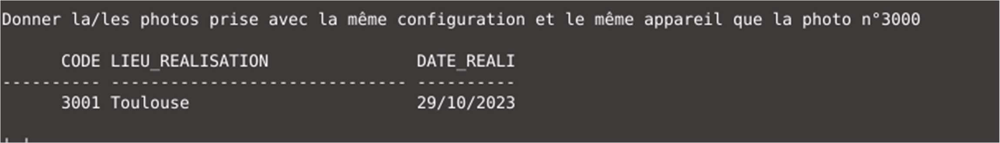 Donner la/les photos prise avec la même configuration et le même appareil que la photo n°3000
CODE LIEU_REALISATION DATE_REALI
---------- ------------------------------ ----------
3001 Toulouse 29/10/2023